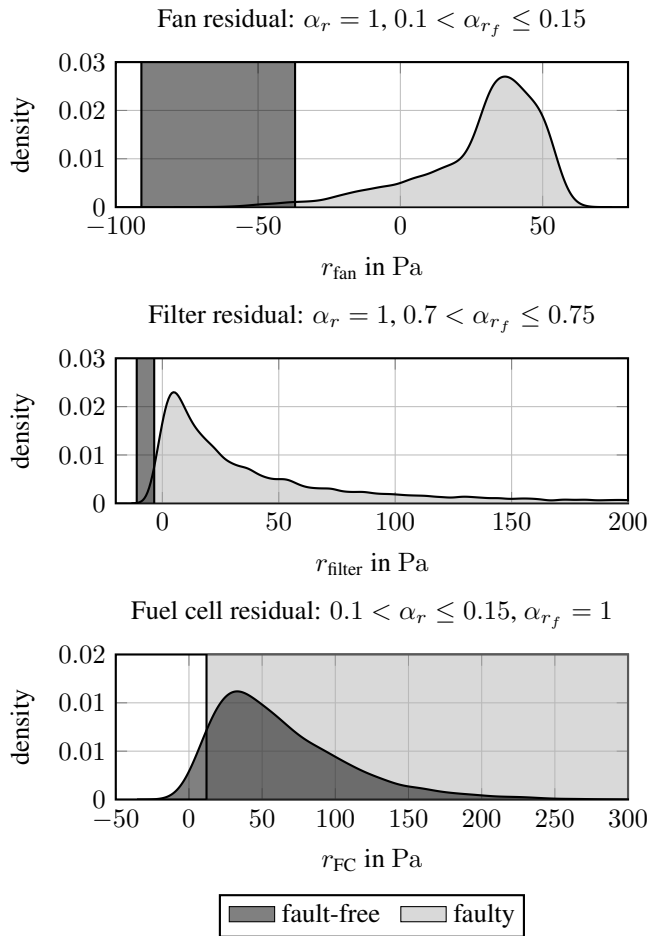 Fan residual: α_r = 1, 0.1 < α_{r_f} ≤ 0.15
0.03
0.02
0.01
0
density
−100 −50 0 50
r_fan in Pa
Filter residual: α_r = 1, 0.7 < α_{r_f} ≤ 0.75
0.03
0.02
0.01
0
density
0 50 100 150 200
r_filter in Pa
Fuel cell residual: 0.1 < α_r ≤ 0.15, α_{r_f} = 1
0.02
0.01
0.01
0
density
−50 0 50 100 150 200 250 300
r_FC in Pa
fault-free faulty